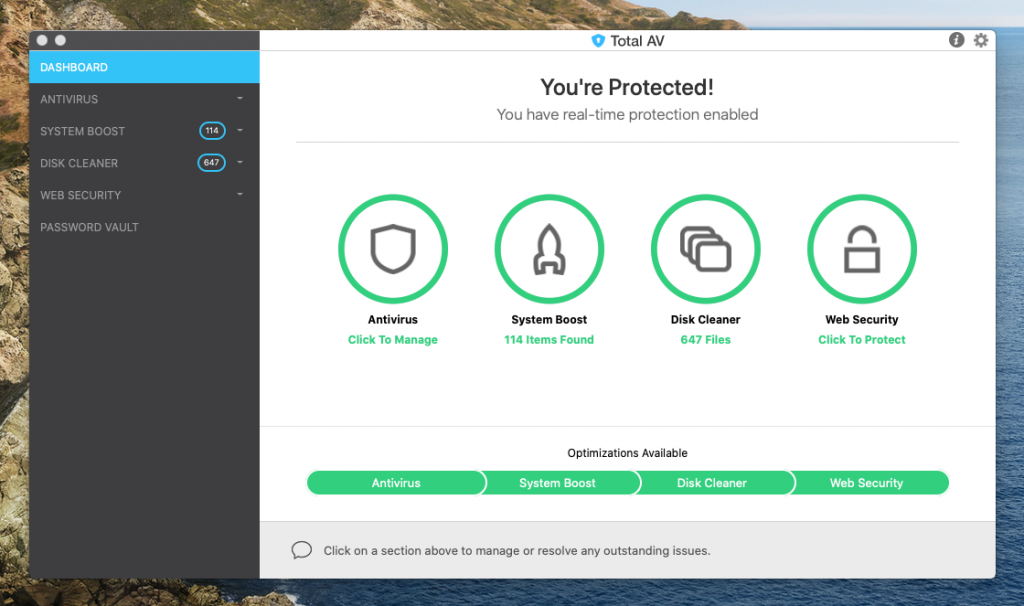 Total AV
DASHBOARD
ANTIVIRUS
SYSTEM BOOST 114
DISK CLEANER 647
WEB SECURITY
PASSWORD VAULT
You're Protected!
You have real-time protection enabled
Antivirus
Click To Manage
System Boost
114 Items Found
Disk Cleaner
647 Files
Web Security
Click To Protect
Optimizations Available
Antivirus System Boost Disk Cleaner Web Security
Click on a section above to manage or resolve any outstanding issues.